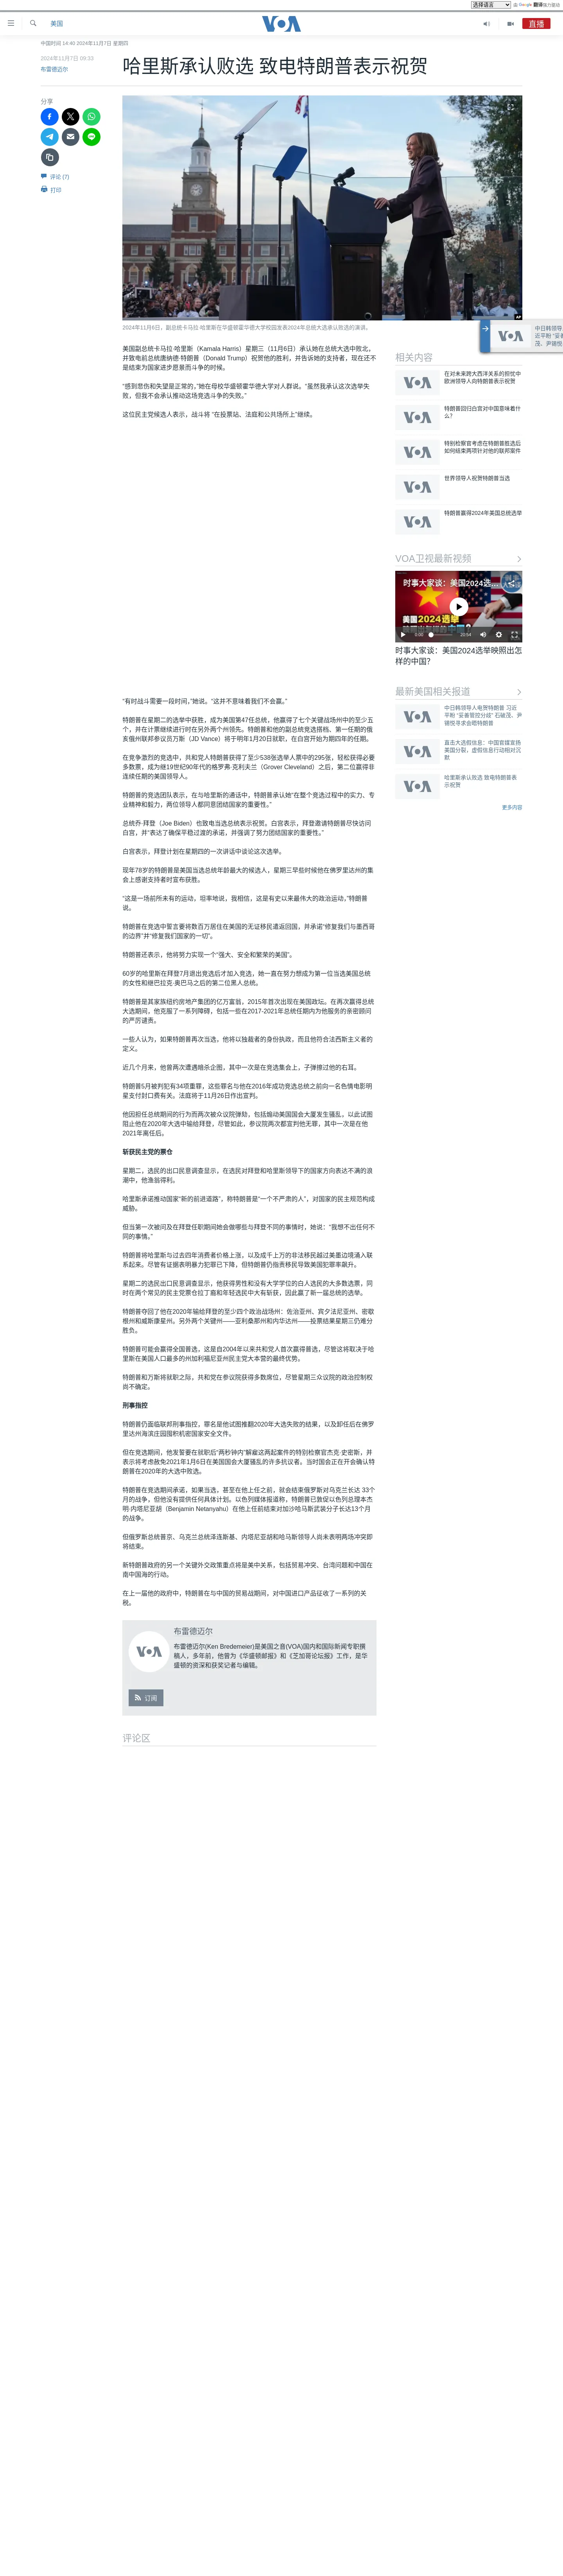 选择语言 由 Google 翻译强力驱动
美国
VOA
直播
中国时间 14:40 2024年11月7日 星期四
2024年11月7日 09:33
布雷德迈尔
哈里斯承认败选 致电特朗普表示祝贺
分享
评论 (7)
打印
AP
2024年11月6日，副总统卡马拉·哈里斯在华盛顿霍华德大学校园发表2024年总统大选承认败选的演说。
美国副总统卡马拉·哈里斯（Kamala Harris）星期三（11月6日）承认她在总统大选中败北，
并致电前总统唐纳德·特朗普（Donald Trump）祝贺他的胜利，并告诉她的支持者，现在还不
是结束为国家进步愿景而斗争的时候。
“感到悲伤和失望是正常的，”她在母校华盛顿霍华德大学对人群说。“虽然我承认这次选举失
败，但我不会承认推动这场竞选斗争的失败。”
这位民主党候选人表示，战斗将 “在投票站、法庭和公共场所上”继续。
“有时战斗需要一段时间，”她说。“这并不意味着我们不会赢。”
特朗普在星期二的选举中获胜，成为美国第47任总统，他赢得了七个关键战场州中的至少五
个，并在计票继续进行时在另外两个州领先。特朗普和他的副总统竞选搭档、第一任期的俄
亥俄州联邦参议员万斯（JD Vance）将于明年1月20日就职，在白宫开始为期四年的任期。
在竞争激烈的竞选中，共和党人特朗普获得了至少538张选举人票中的295张，轻松获得必要
多数票，成为继19世纪90年代的格罗弗·克利夫兰（Grover Cleveland）之后，第二位赢得非
连续任期的美国领导人。
特朗普的竞选团队表示，在与哈里斯的通话中，特朗普承认她“在整个竞选过程中的实力、专
业精神和毅力，两位领导人都同意团结国家的重要性。”
总统乔·拜登（Joe Biden）也致电当选总统表示祝贺。白宫表示，拜登邀请特朗普尽快访问
白宫，并“表达了确保平稳过渡的承诺，并强调了努力团结国家的重要性。”
白宫表示，拜登计划在星期四的一次讲话中谈论这次选举。
现年78岁的特朗普是美国当选总统年龄最大的候选人，星期三早些时候他在佛罗里达州的集
会上感谢支持者时宣布获胜。
“这是一场前所未有的运动，坦率地说，我相信，这是有史以来最伟大的政治运动，”特朗普
说。
特朗普在竞选中誓言要将数百万居住在美国的无证移民遣返回国，并承诺“修复我们与墨西哥
的边界”并“修复我们国家的一切”。
特朗普还表示，他将努力实现一个“强大、安全和繁荣的美国”。
60岁的哈里斯在拜登7月退出竞选后才加入竞选，她一直在努力想成为第一位当选美国总统
的女性和继巴拉克·奥巴马之后的第二位黑人总统。
特朗普是其家族纽约房地产集团的亿万富翁，2015年首次出现在美国政坛。在再次赢得总统
大选期间，他克服了一系列障碍，包括一些在2017-2021年总统任期内为他服务的亲密顾问
的严厉谴责。
一些人认为，如果特朗普再次当选，他将以独裁者的身份执政，而且他符合法西斯主义者的
定义。
近几个月来，他曾两次遭遇暗杀企图，其中一次是在竞选集会上，子弹擦过他的右耳。
特朗普5月被判犯有34项重罪，这些罪名与他在2016年成功竞选总统之前向一名色情电影明
星支付封口费有关。法庭将于11月26日作出宣判。
他因担任总统期间的行为而两次被众议院弹劾，包括煽动美国国会大厦发生骚乱，以此试图
阻止他在2020年大选中输给拜登，尽管如此，参议院两次都宣判他无罪，其中一次是在他
2021年离任后。
斩获民主党的票仓
星期二，选民的出口民意调查显示，在选民对拜登和哈里斯领导下的国家方向表达不满的浪
潮中，他渔翁得利。
哈里斯承诺推动国家“新的前进道路”，称特朗普是“一个不严肃的人”，对国家的民主规范构成
威胁。
但当第一次被问及在拜登任职期间她会做哪些与拜登不同的事情时，她说：“我想不出任何不
同的事情。”
特朗普将哈里斯与过去四年消费者价格上涨，以及成千上万的非法移民越过美墨边境涌入联
系起来。尽管有证据表明暴力犯罪已下降，但特朗普仍指责移民导致美国犯罪率飙升。
星期二的选民出口民意调查显示，他获得男性和没有大学学位的白人选民的大多数选票，同
时在两个常见的民主党票仓拉丁裔和年轻选民中大有斩获，因此赢了新一届总统的选举。
特朗普夺回了他在2020年输给拜登的至少四个政治战场州：佐治亚州、宾夕法尼亚州、密歇
根州和威斯康星州。另外两个关键州——亚利桑那州和内华达州——投票结果星期三仍难分
胜负。
特朗普可能会赢得全国普选。这是自2004年以来共和党人首次赢得普选，尽管这将取决于哈
里斯在美国人口最多的州加利福尼亚州民主党大本营的最终优势。
特朗普和万斯将就职之际，共和党在参议院获得多数席位，尽管星期三众议院的政治控制权
尚不确定。
刑事指控
特朗普仍面临联邦刑事指控，罪名是他试图推翻2020年大选失败的结果，以及卸任后在佛罗
里达州海滨庄园囤积机密国家安全文件。
但在竞选期间，他发誓要在就职后“两秒钟内”解雇这两起案件的特别检察官杰克·史密斯，并
表示将考虑赦免2021年1月6日在美国国会大厦骚乱的许多抗议者。当时国会正在开会确认特
朗普在2020年的大选中败选。
特朗普在竞选期间承诺，如果当选，甚至在他上任之前，就会结束俄罗斯对乌克兰长达 33个
月的战争，但他没有提供任何具体计划。以色列媒体报道称，特朗普已敦促以色列总理本杰
明·内塔尼亚胡（Benjamin Netanyahu）在他上任前结束对加沙哈马斯武装分子长达13个月
的战争。
但俄罗斯总统普京、乌克兰总统泽连斯基、内塔尼亚胡和哈马斯领导人尚未表明两场冲突即
将结束。
新特朗普政府的另一个关键外交政策重点将是美中关系，包括贸易冲突、台湾问题和中国在
南中国海的行动。
在上一届他的政府中，特朗普在与中国的贸易战期间，对中国进口产品征收了一系列的关
税。
布雷德迈尔
布雷德迈尔(Ken Bredemeier)是美国之音(VOA)国内和国际新闻专职撰
稿人，多年前，他曾为《华盛顿邮报》和《芝加哥论坛报》工作，是华
盛顿的资深和获奖记者与编辑。
VOA
订阅
评论区
中日韩领导
近平盼 “妥善
茂、尹锡悦
相关内容
在对未来跨大西洋关系的担忧中
欧洲领导人向特朗普表示祝贺
特朗普回归白宫对中国意味着什
么？
特别检察官考虑在特朗普胜选后
如何结束两项针对他的联邦案件
世界领导人祝贺特朗普当选
特朗普赢得2024年美国总统选举
VOA卫视最新视频
时事大家谈：美国2024选…
0:00
时事大家谈：美国2024选举映照出怎
样的中国？
最新美国相关报道
中日韩领导人电贺特朗普 习近
平盼 “妥善管控分歧” 石破茂、尹
锡悦寻求会晤特朗普
直击大选假信息：中国官媒宣扬
美国分裂，虚假信息行动相对沉
默
哈里斯承认败选 致电特朗普表
示祝贺
更多内容